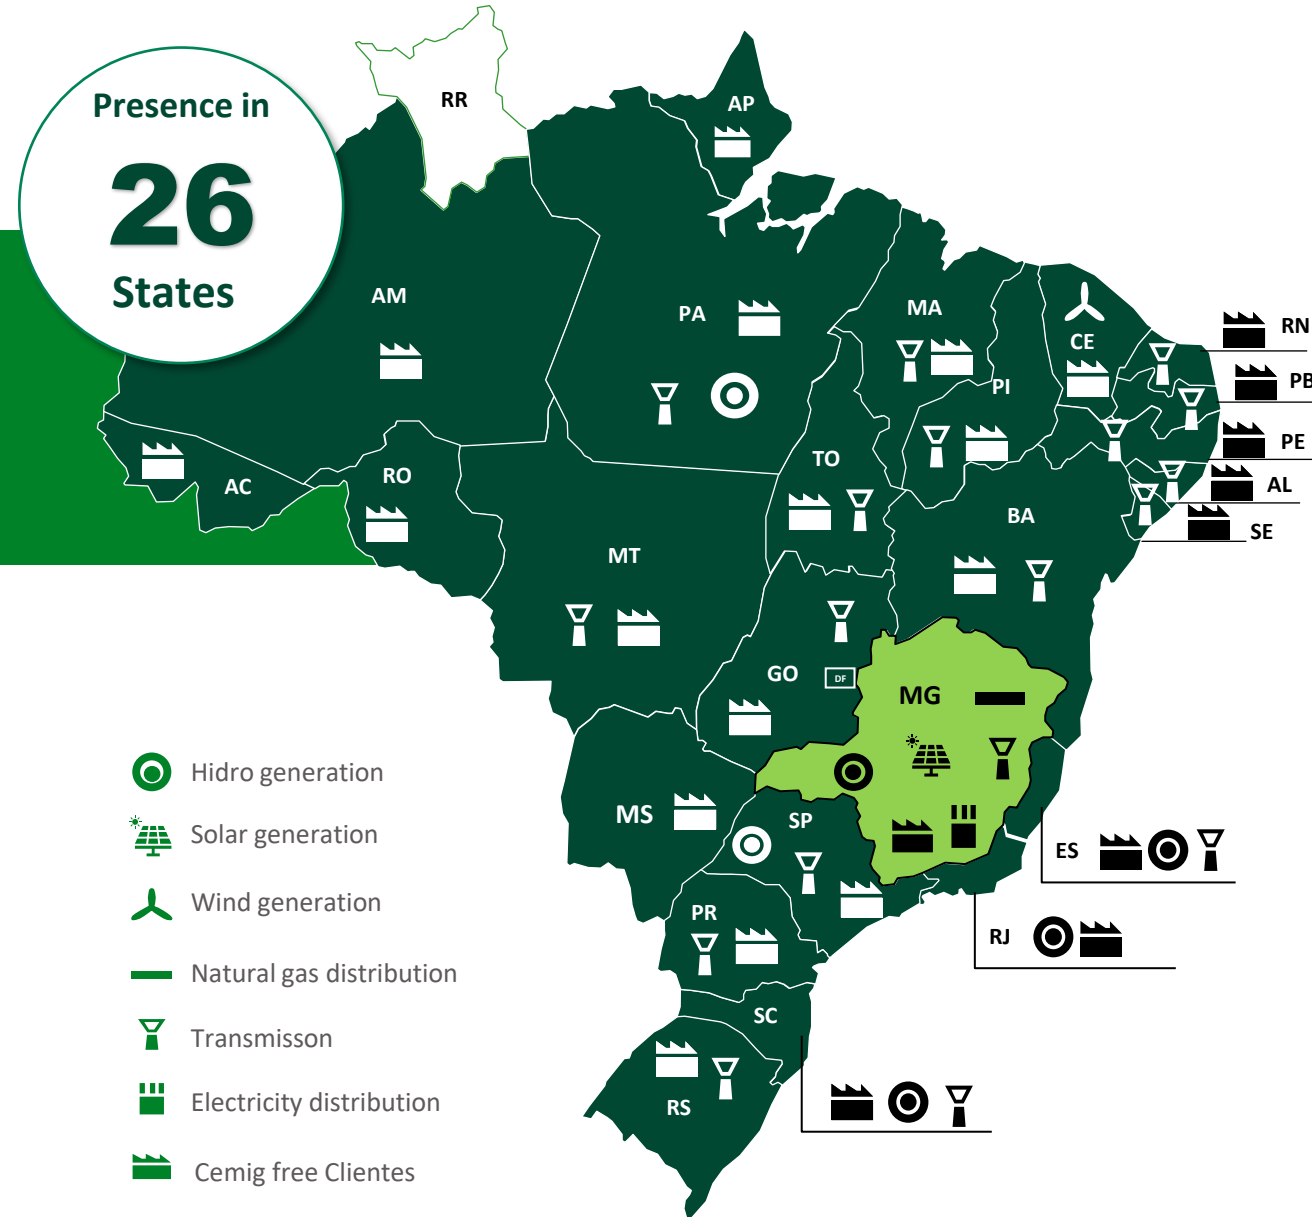 Presence in
26
States
RR
AP
AM
PA
MA
CE
RN
PI
PB
PE
TO
AL
AC
RO
BA
SE
MT
GO
DF
MG
MS
SP
ES
PR
RJ
SC
RS
Hidro generation
Solar generation
Wind generation
Natural gas distribution
Transmisson
Electricity distribution
Cemig free Clientes